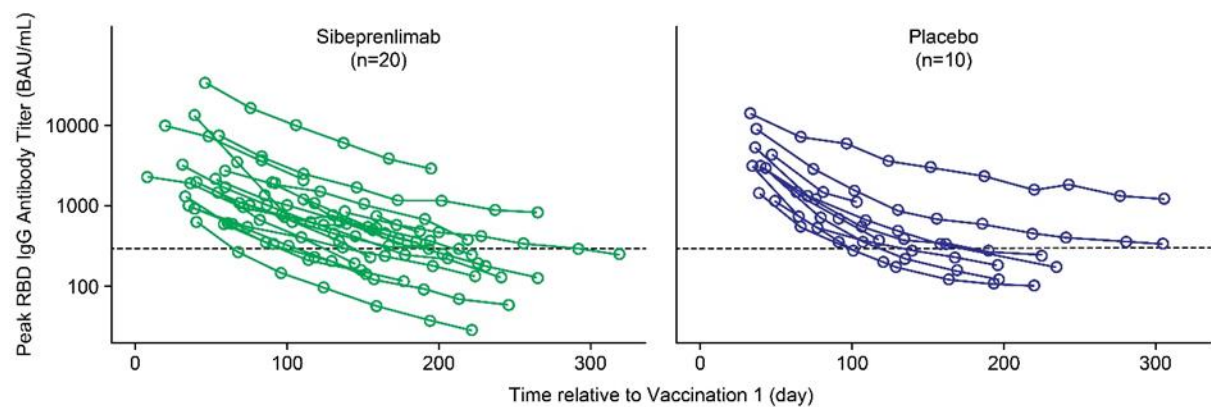 Sibeprenlimab
(n=20)
Placebo
(n=10)
Peak RBD IgG Antibody Titer (BAU/mL)
10000
1000
100
0
100
200
300
0
100
200
300
Time relative to Vaccination 1 (day)